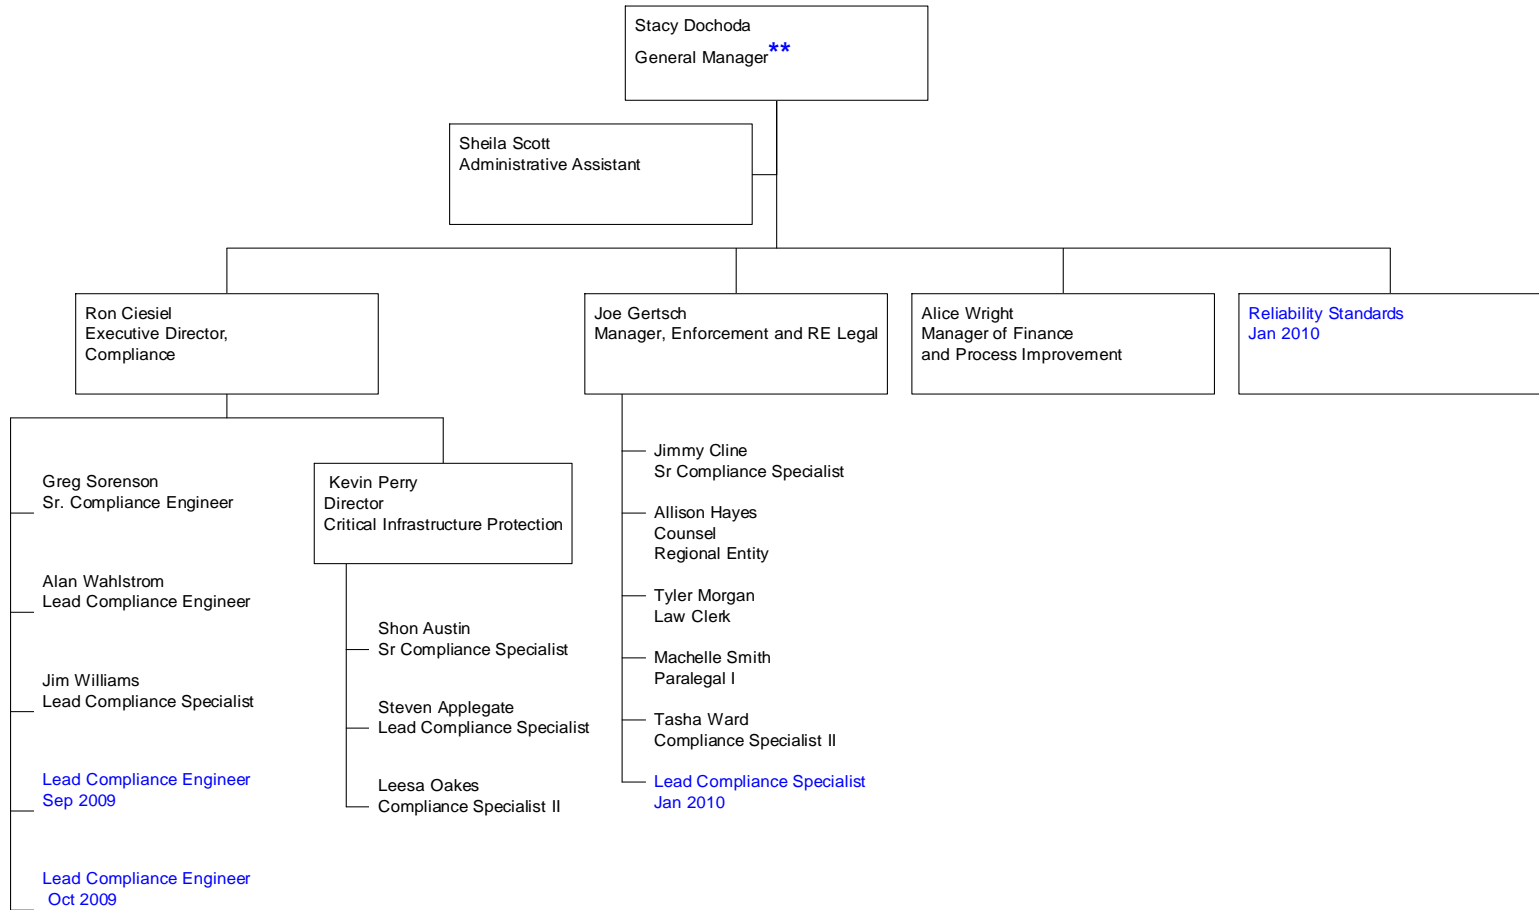 Stacy Dochoda
General Manager**
Sheila Scott
Administrative Assistant
Ron Ciesiel
Executive Director,
Compliance
Joe Gertsch
Manager, Enforcement and RE Legal
Alice Wright
Manager of Finance
and Process Improvement
Reliability Standards
Jan 2010
Greg Sorenson
Sr. Compliance Engineer
Alan Wahlstrom
Lead Compliance Engineer
Jim Williams
Lead Compliance Specialist
Lead Compliance Engineer
Sep 2009
Lead Compliance Engineer
Oct 2009
Kevin Perry
Director
Critical Infrastructure Protection
Shon Austin
Sr Compliance Specialist
Steven Applegate
Lead Compliance Specialist
Leesa Oakes
Compliance Specialist II
Jimmy Cline
Sr Compliance Specialist
Allison Hayes
Counsel
Regional Entity
Tyler Morgan
Law Clerk
Machelle Smith
Paralegal I
Tasha Ward
Compliance Specialist II
Lead Compliance Specialist
Jan 2010